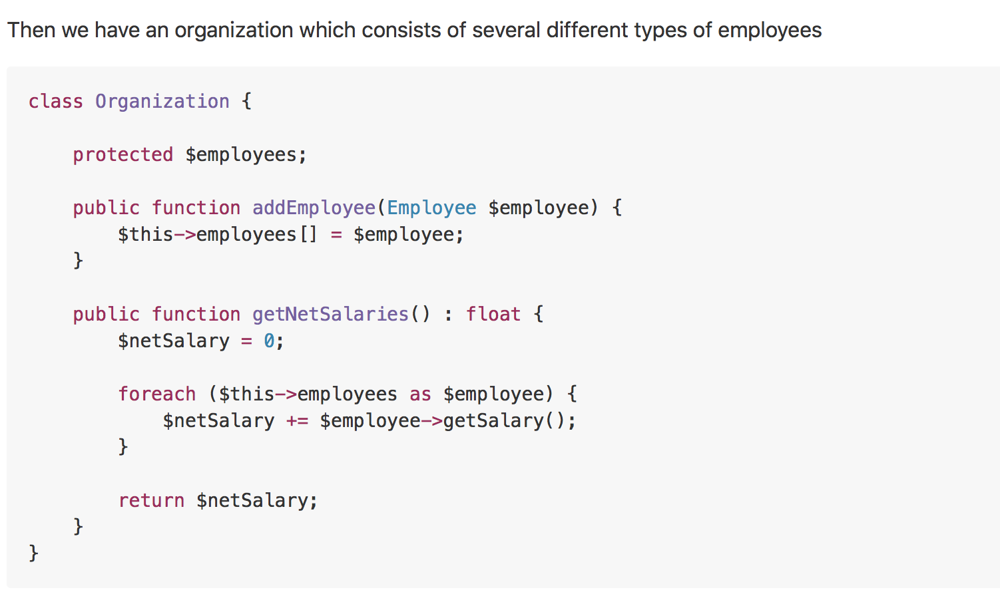 Then we have an organization which consists of several different types of employees
class Organization {
protected $employees;
public function addEmployee(Employee $employee) {
$this->employees[] = $employee;
}
public function getNetSalaries() : float {
$netSalary = 0;
foreach ($this->employees as $employee) {
$netSalary += $employee->getSalary();
}
return $netSalary;
}
}